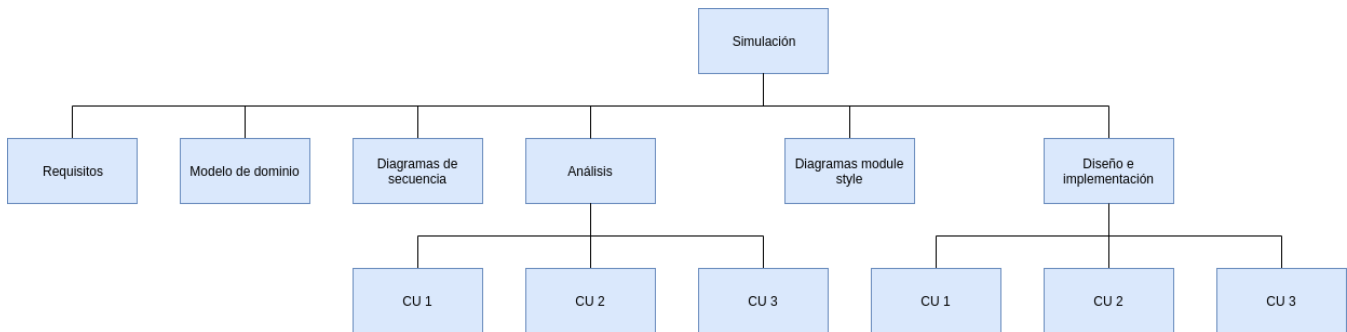 Simulación
Requisitos
Modelo de dominio
Diagramas de
secuencia
Análisis
Diagramas module
style
Diseño e
implementación
CU 1
CU 2
CU 3
CU 1
CU 2
CU 3